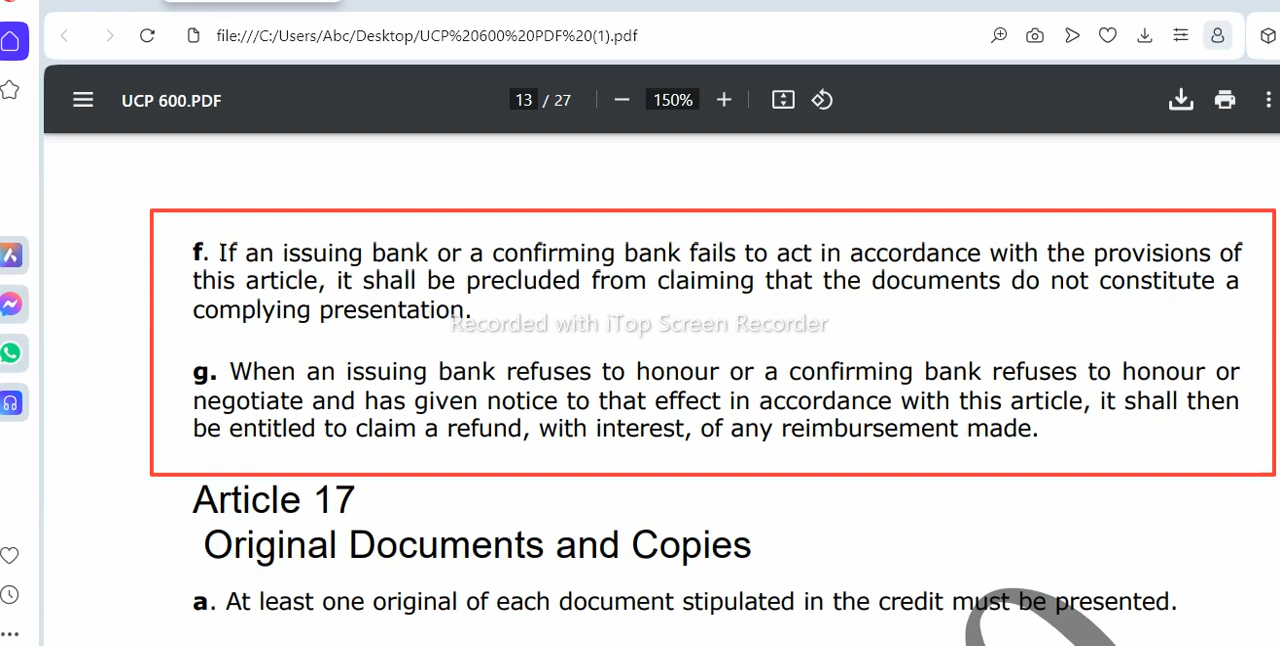 file:///C:/Users/Abc/Desktop/UCP%20600%20PDF%20(1).pdf
UCP 600.PDF
13 / 27
150%
f. If an issuing bank or a confirming bank fails to act in accordance with the provisions of
this article, it shall be precluded from claiming that the documents do not constitute a
complying presentation.
Recorded with iTop Screen Recorder
g. When an issuing bank refuses to honour or a confirming bank refuses to honour or
negotiate and has given notice to that effect in accordance with this article, it shall then
be entitled to claim a refund, with interest, of any reimbursement made.
Article 17
Original Documents and Copies
a. At least one original of each document stipulated in the credit must be presented.